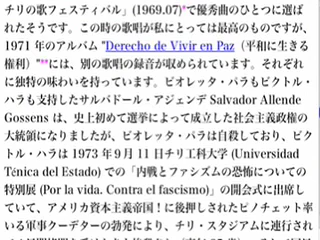 チリの歌フェスティバル」(1969.07)*で優秀曲のひとつに選ば
れたそうです。この時の歌唱が私にとっては最高のものですが、
1971 年のアルバム "Derecho de Vivir en Paz（平和に生きる
権利）"**には、別の歌唱の録音が収められています。それぞれ
に独特の味わいを持っています。ビオレッタ・パラもビクトル・ハ
ラも支持したサルバドール・アジェンデ Salvador Allende
Gossens は、史上初めて選挙によって成立した社会主義政権の
大統領になりましたが、ビオレッタ・パラは自殺しており、ビク
トル・ハラは 1973 年 9 月 11 日チリ工科大学 (Universidad
Ténica del Estado) での「内戦とファシズムの恐怖についての
特別展 (Por la vida. Contra el fascismo)」の開会式に出席し
ていて、アメリカ資本主義帝国！に後押しされたピノチェト率
いる軍事クーデターの勃発により、チリ・スタジアムに連行され